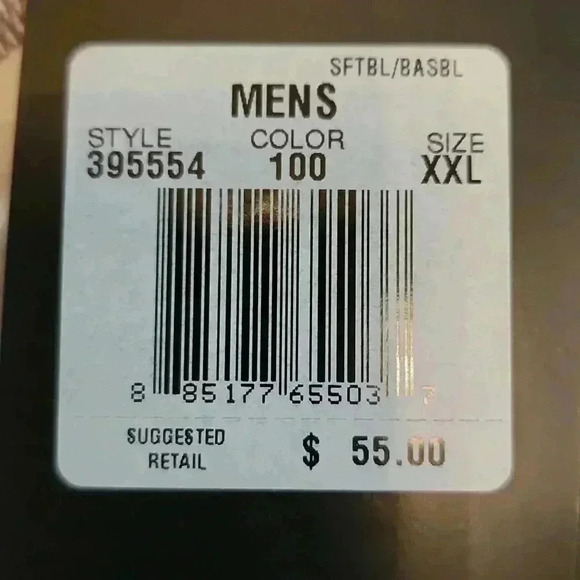 SFTBL/BASBL
MENS
STYLE COLOR SIZE
395554 100 XXL
8 85177 65503 7
SUGGESTED
RETAIL $ 55.00